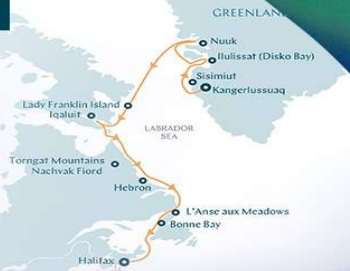 GREENLAN
Nuuk
Ilulissat (Disko Bay)
Sisimiut
Kangerlussuaq
Lady Franklin Island
Iqaluit
LABRADOR
SEA
Torngat Mountains
Nachvak Fiord
Hebron
L'Anse aux Meadows
Bonne Bay
Halifax